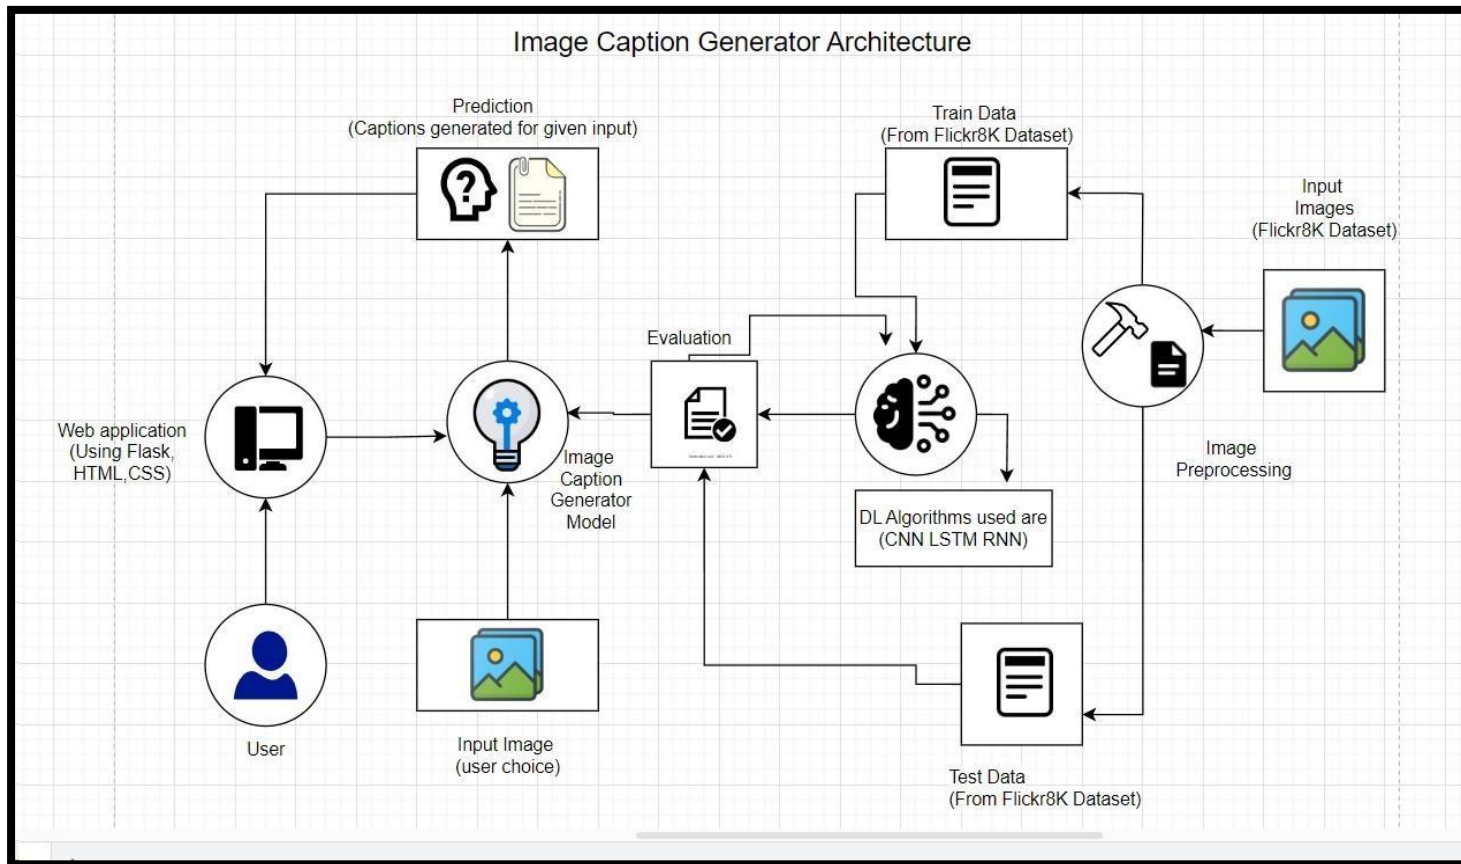 Image Caption Generator Architecture
Prediction
(Captions generated for given input)
Train Data
(From Flickr8K Dataset)
Input
Images
(Flickr8K Dataset)
Evaluation
Web application
(Using Flask,
HTML,CSS)
Image
Caption
Generator
Model
Image
Preprocessing
DL Algorithms used are
(CNN LSTM RNN)
User
Input Image
(user choice)
Test Data
(From Flickr8K Dataset)